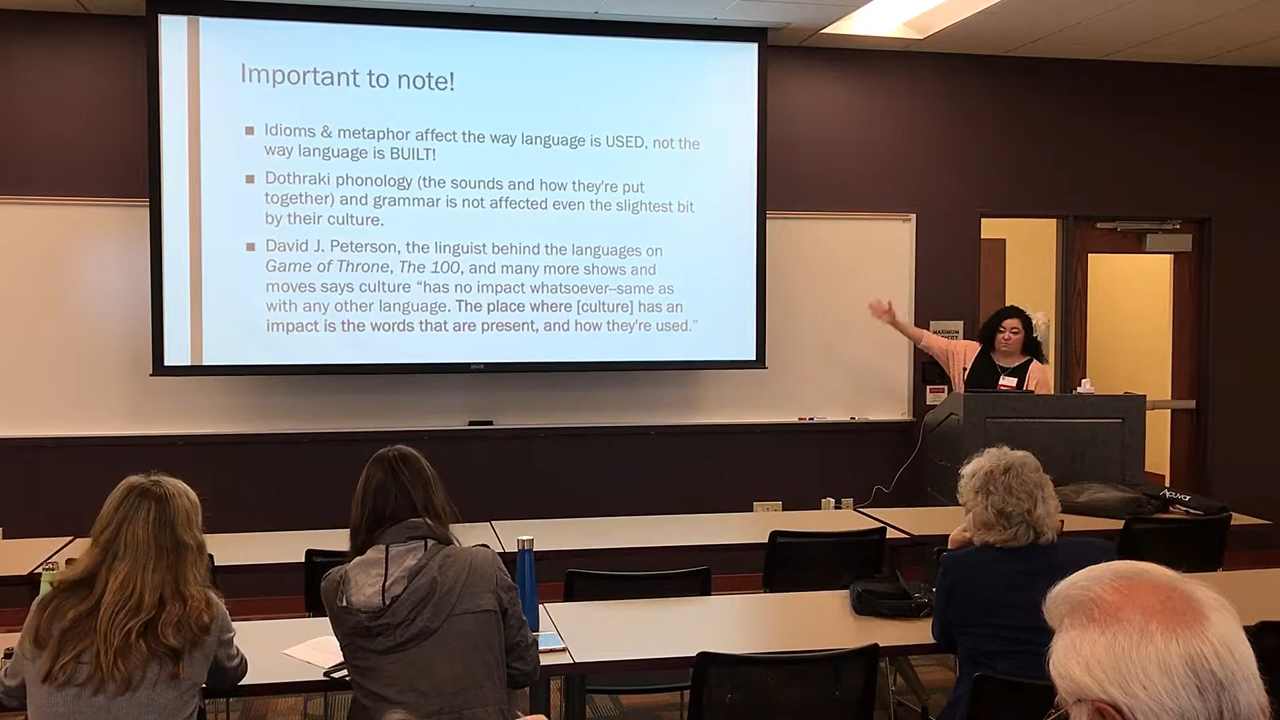 Important to note!
Idioms & metaphor affect the way language is USED, not the
way language is BUILT!
Dothraki phonology (the sounds and how they're put
together) and grammar is not affected even the slightest bit
by their culture.
David J. Peterson, the linguist behind the languages on
Game of Throne, The 100, and many more shows and
moves says culture “has no impact whatsoever–same as
with any other language. The place where [culture] has an
impact is the words that are present, and how they're used.”
MAXIMUM
Acuvar